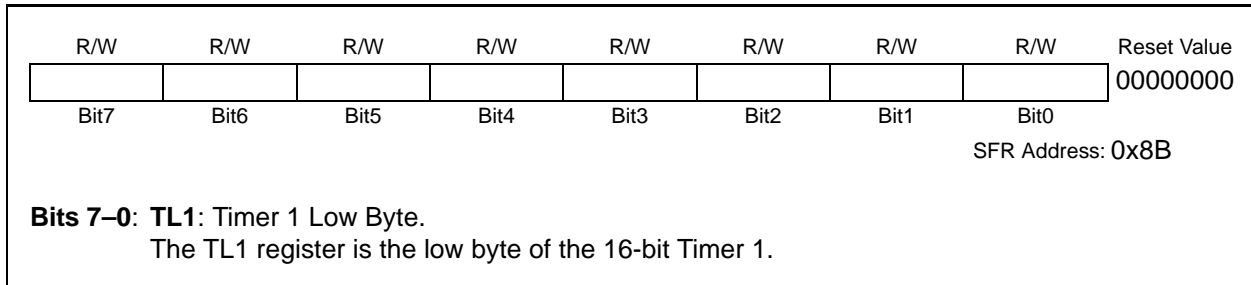 R/W R/W R/W R/W R/W R/W R/W R/W Reset Value
00000000
Bit7 Bit6 Bit5 Bit4 Bit3 Bit2 Bit1 Bit0
SFR Address: 0x8B
Bits 7–0: TL1: Timer 1 Low Byte.
The TL1 register is the low byte of the 16-bit Timer 1.